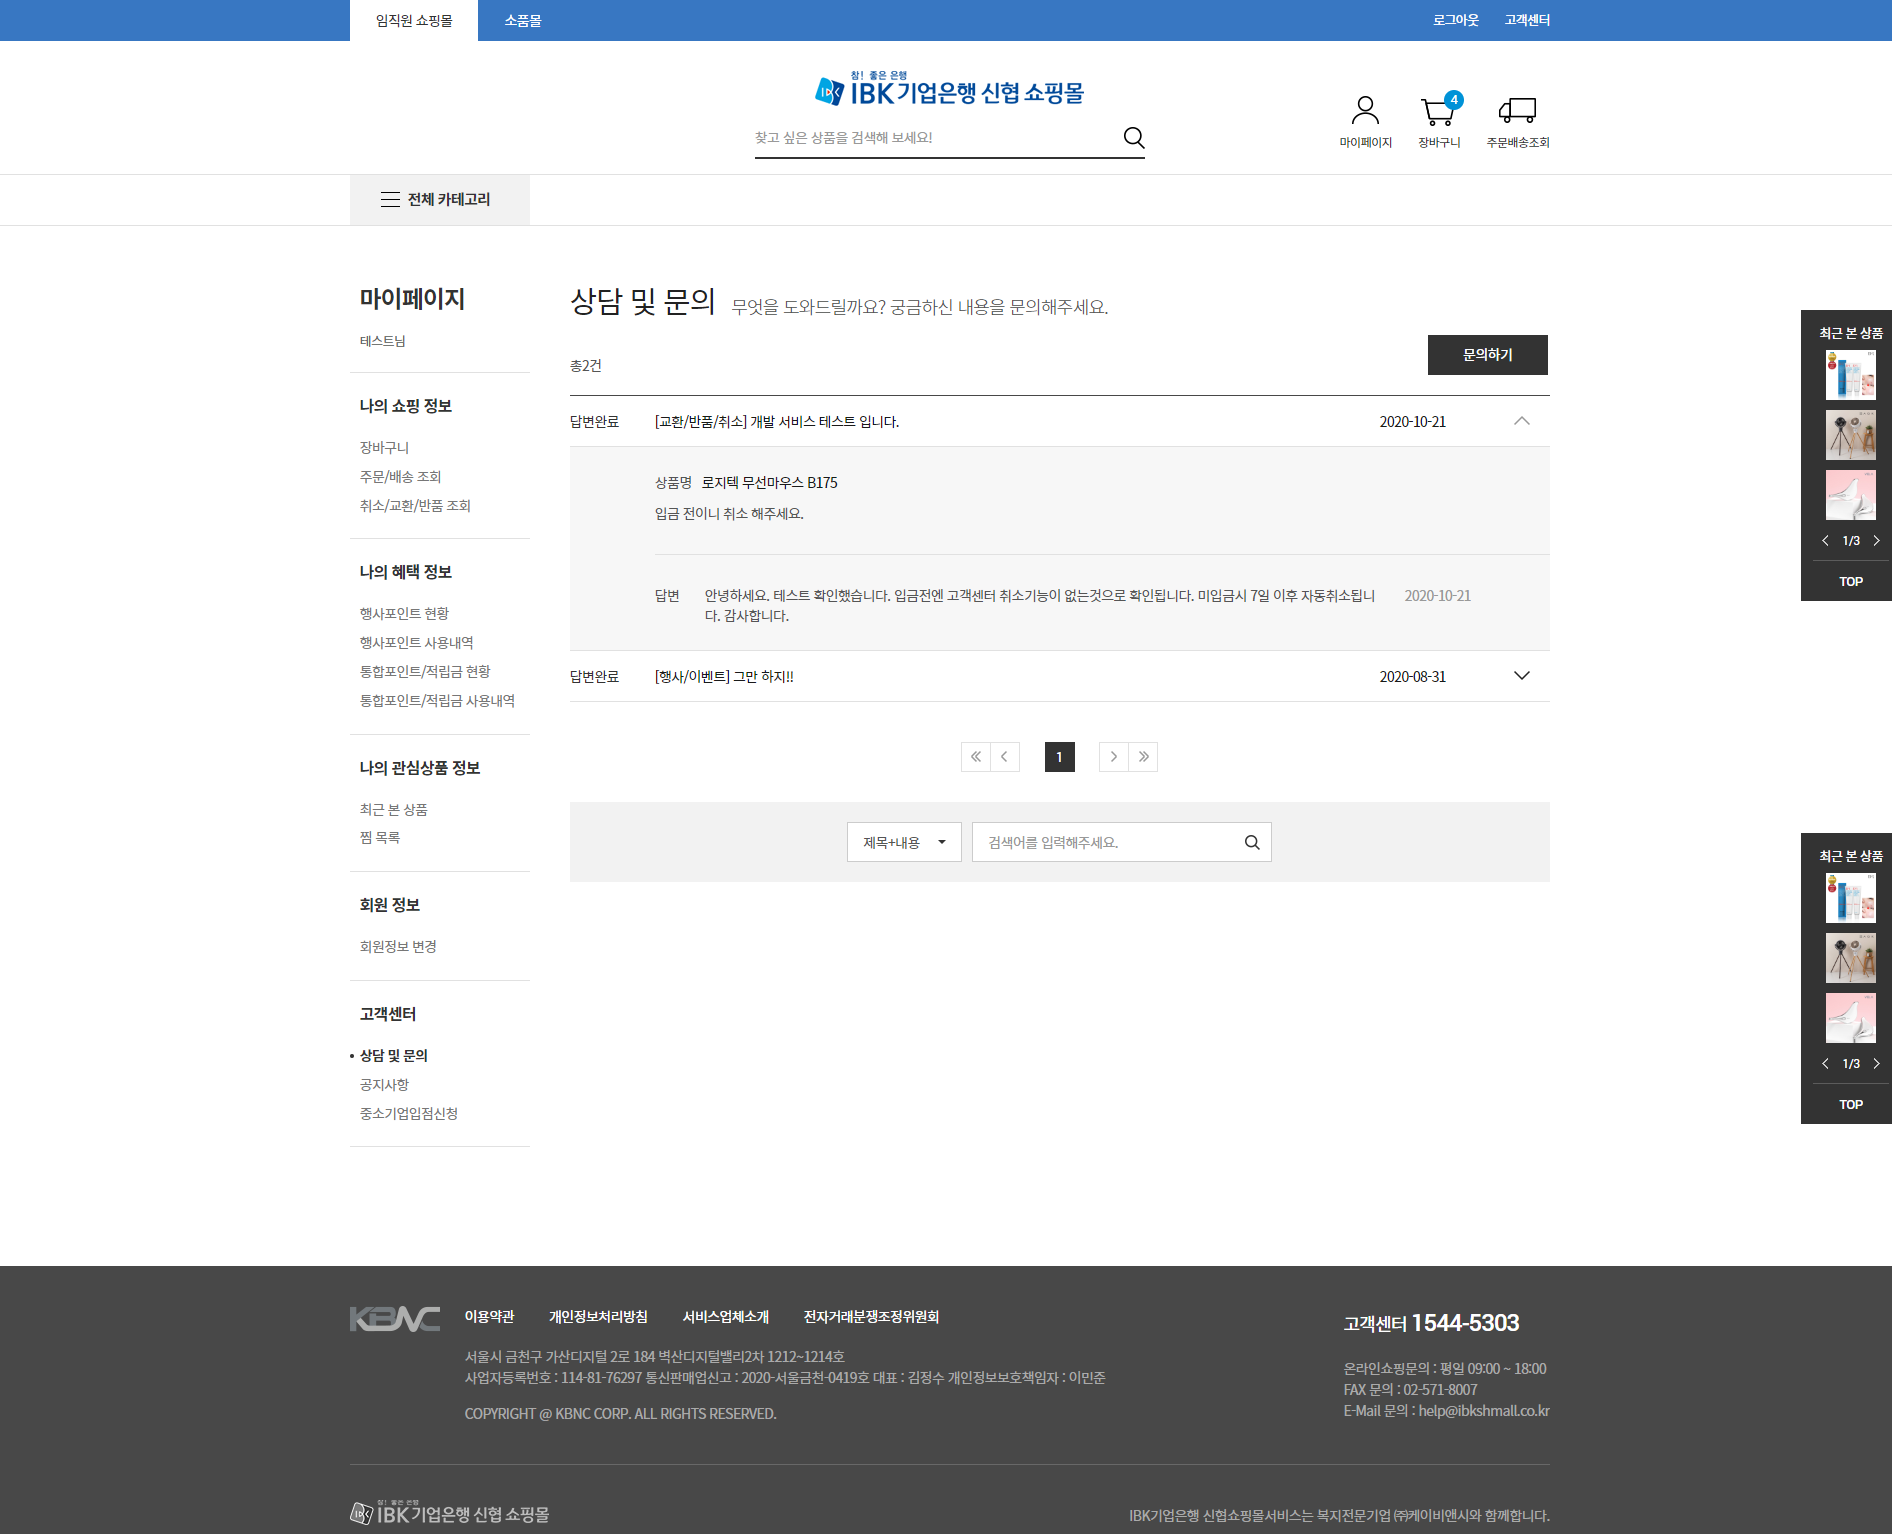 임직원 쇼핑몰
소품몰
로그아웃
고객센터
참! 좋은 은행
IBK기업은행 신협 쇼핑몰
찾고 싶은 상품을 검색해 보세요!
4
마이페이지
장바구니
주문배송조회
전체 카테고리
마이페이지
테스트님
나의 쇼핑 정보
장바구니
주문/배송 조회
취소/교환/반품 조회
나의 혜택 정보
행사포인트 현황
행사포인트 사용내역
통합포인트/적립금 현황
통합포인트/적립금 사용내역
나의 관심상품 정보
최근 본 상품
찜 목록
회원 정보
회원정보 변경
고객센터
상담 및 문의
공지사항
중소기업입점신청
상담 및 문의 무엇을 도와드릴까요? 궁금하신 내용을 문의해주세요.
총2건
문의하기
답변완료 [교환/반품/취소] 개발 서비스 테스트 입니다. 2020-10-21
상품명 로지텍 무선마우스 B175
입금 전이니 취소 해주세요.
답변 안녕하세요. 테스트 확인했습니다. 입금전엔 고객센터 취소기능이 없는것으로 확인됩니다. 미입금시 7일 이후 자동취소됩니 2020-10-21
다. 감사합니다.
답변완료 [행사/이벤트] 그만 하지!! 2020-08-31
1
제목+내용
검색어를 입력해주세요.
최근 본 상품
1/3
TOP
최근 본 상품
1/3
TOP
KBNC
이용약관 개인정보처리방침 서비스업체소개 전자거래분쟁조정위원회
서울시 금천구 가산디지털 2로 184 벽산디지털밸리2차 1212~1214호
사업자등록번호 : 114-81-76297 통신판매업신고 : 2020-서울금천-0419호 대표 : 김정수 개인정보보호책임자 : 이민준
COPYRIGHT @ KBNC CORP. ALL RIGHTS RESERVED.
고객센터 1544-5303
온라인쇼핑문의 : 평일 09:00 ~ 18:00
FAX 문의 : 02-571-8007
E-Mail 문의 : help@ibkshmall.co.kr
참! 좋은 은행
IBK기업은행 신협 쇼핑몰
IBK기업은행 신협쇼핑몰서비스는 복지전문기업 ㈜케이비앤시와 함께합니다.